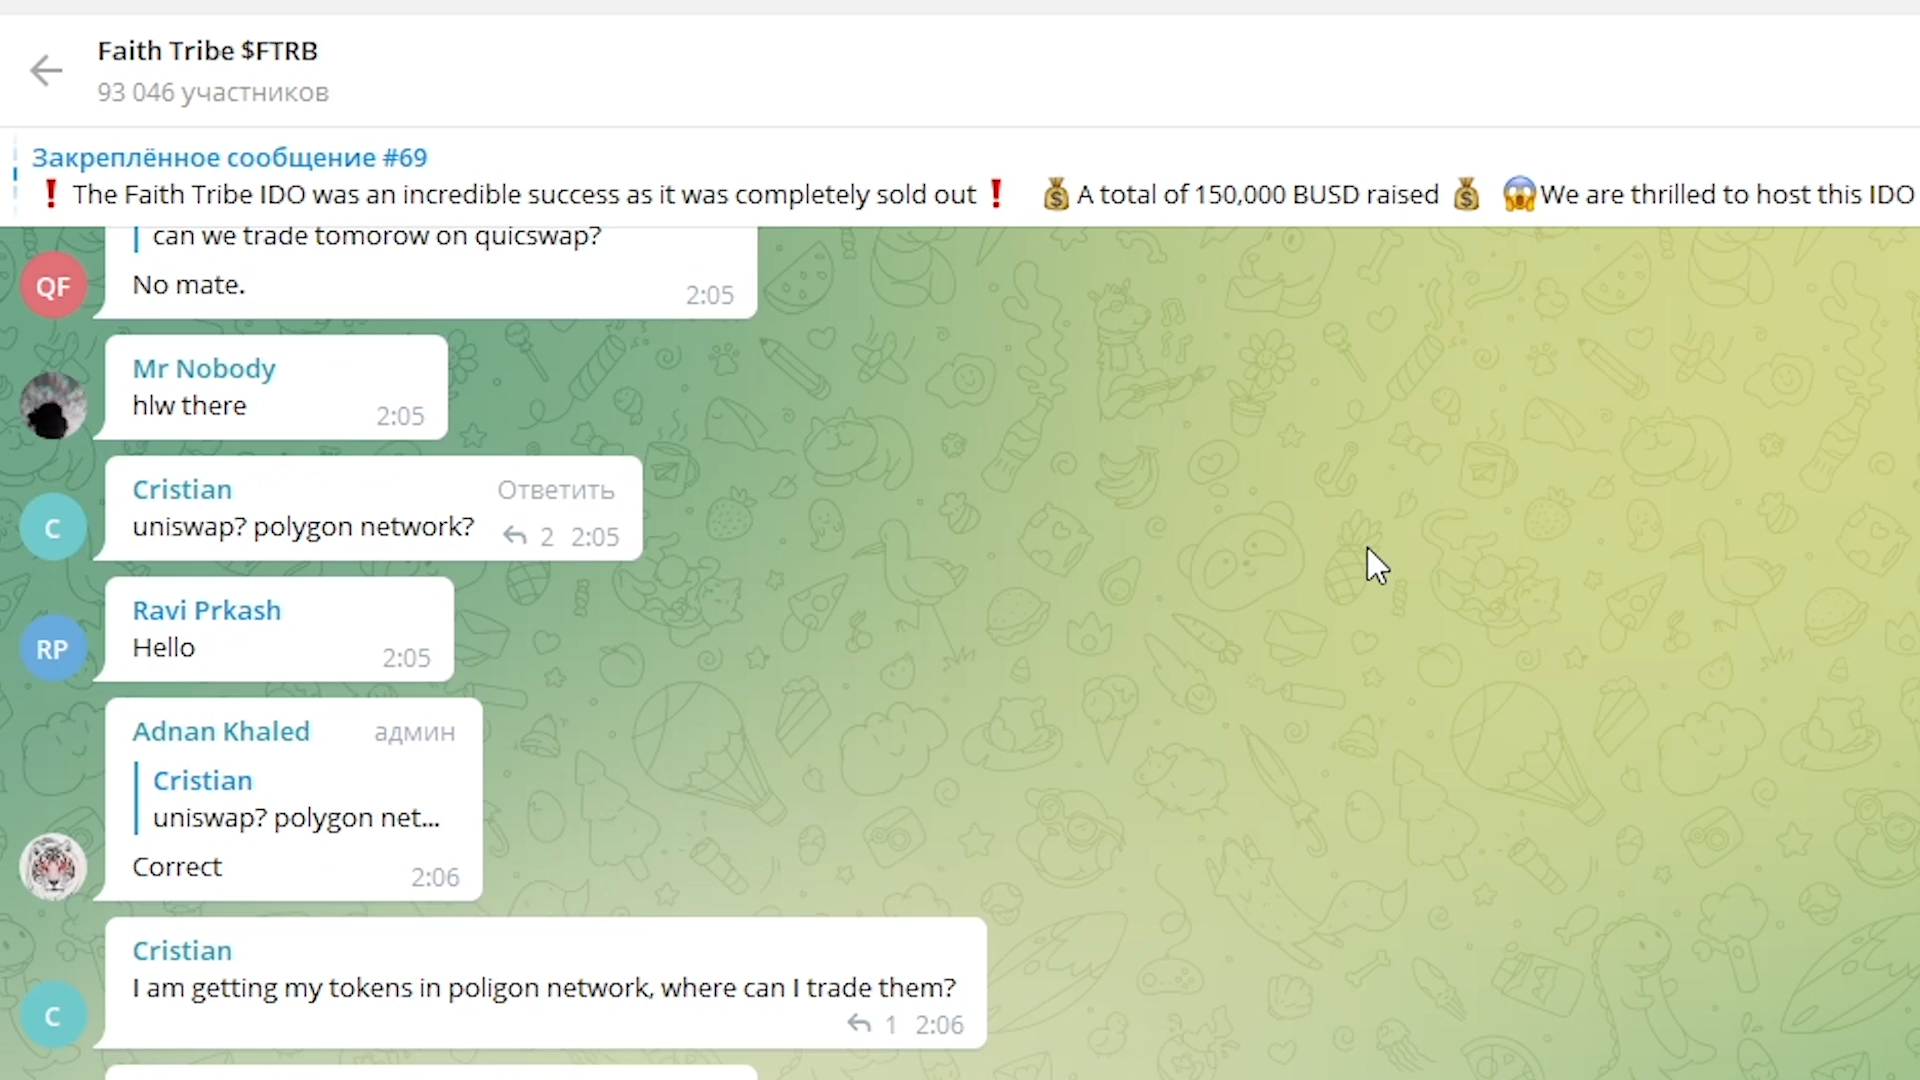 Faith Tribe $FTRB
93 046 участников
Закреплённое сообщение #69
❗ The Faith Tribe IDO was an incredible success as it was completely sold out ❗ 💰A total of 150,000 BUSD raised 💰 😱We are thrilled to host this IDO
can we trade tomorow on quicswap?
QF
No mate.
2:05
Mr Nobody
hlw there
2:05
Cristian Ответить
C
uniswap? polygon network?
2 2:05
Ravi Prkash
RP
Hello
2:05
Adnan Khaled админ
Cristian
uniswap? polygon net...
Correct
2:06
Cristian
I am getting my tokens in poligon network, where can I trade them?
C
1 2:06